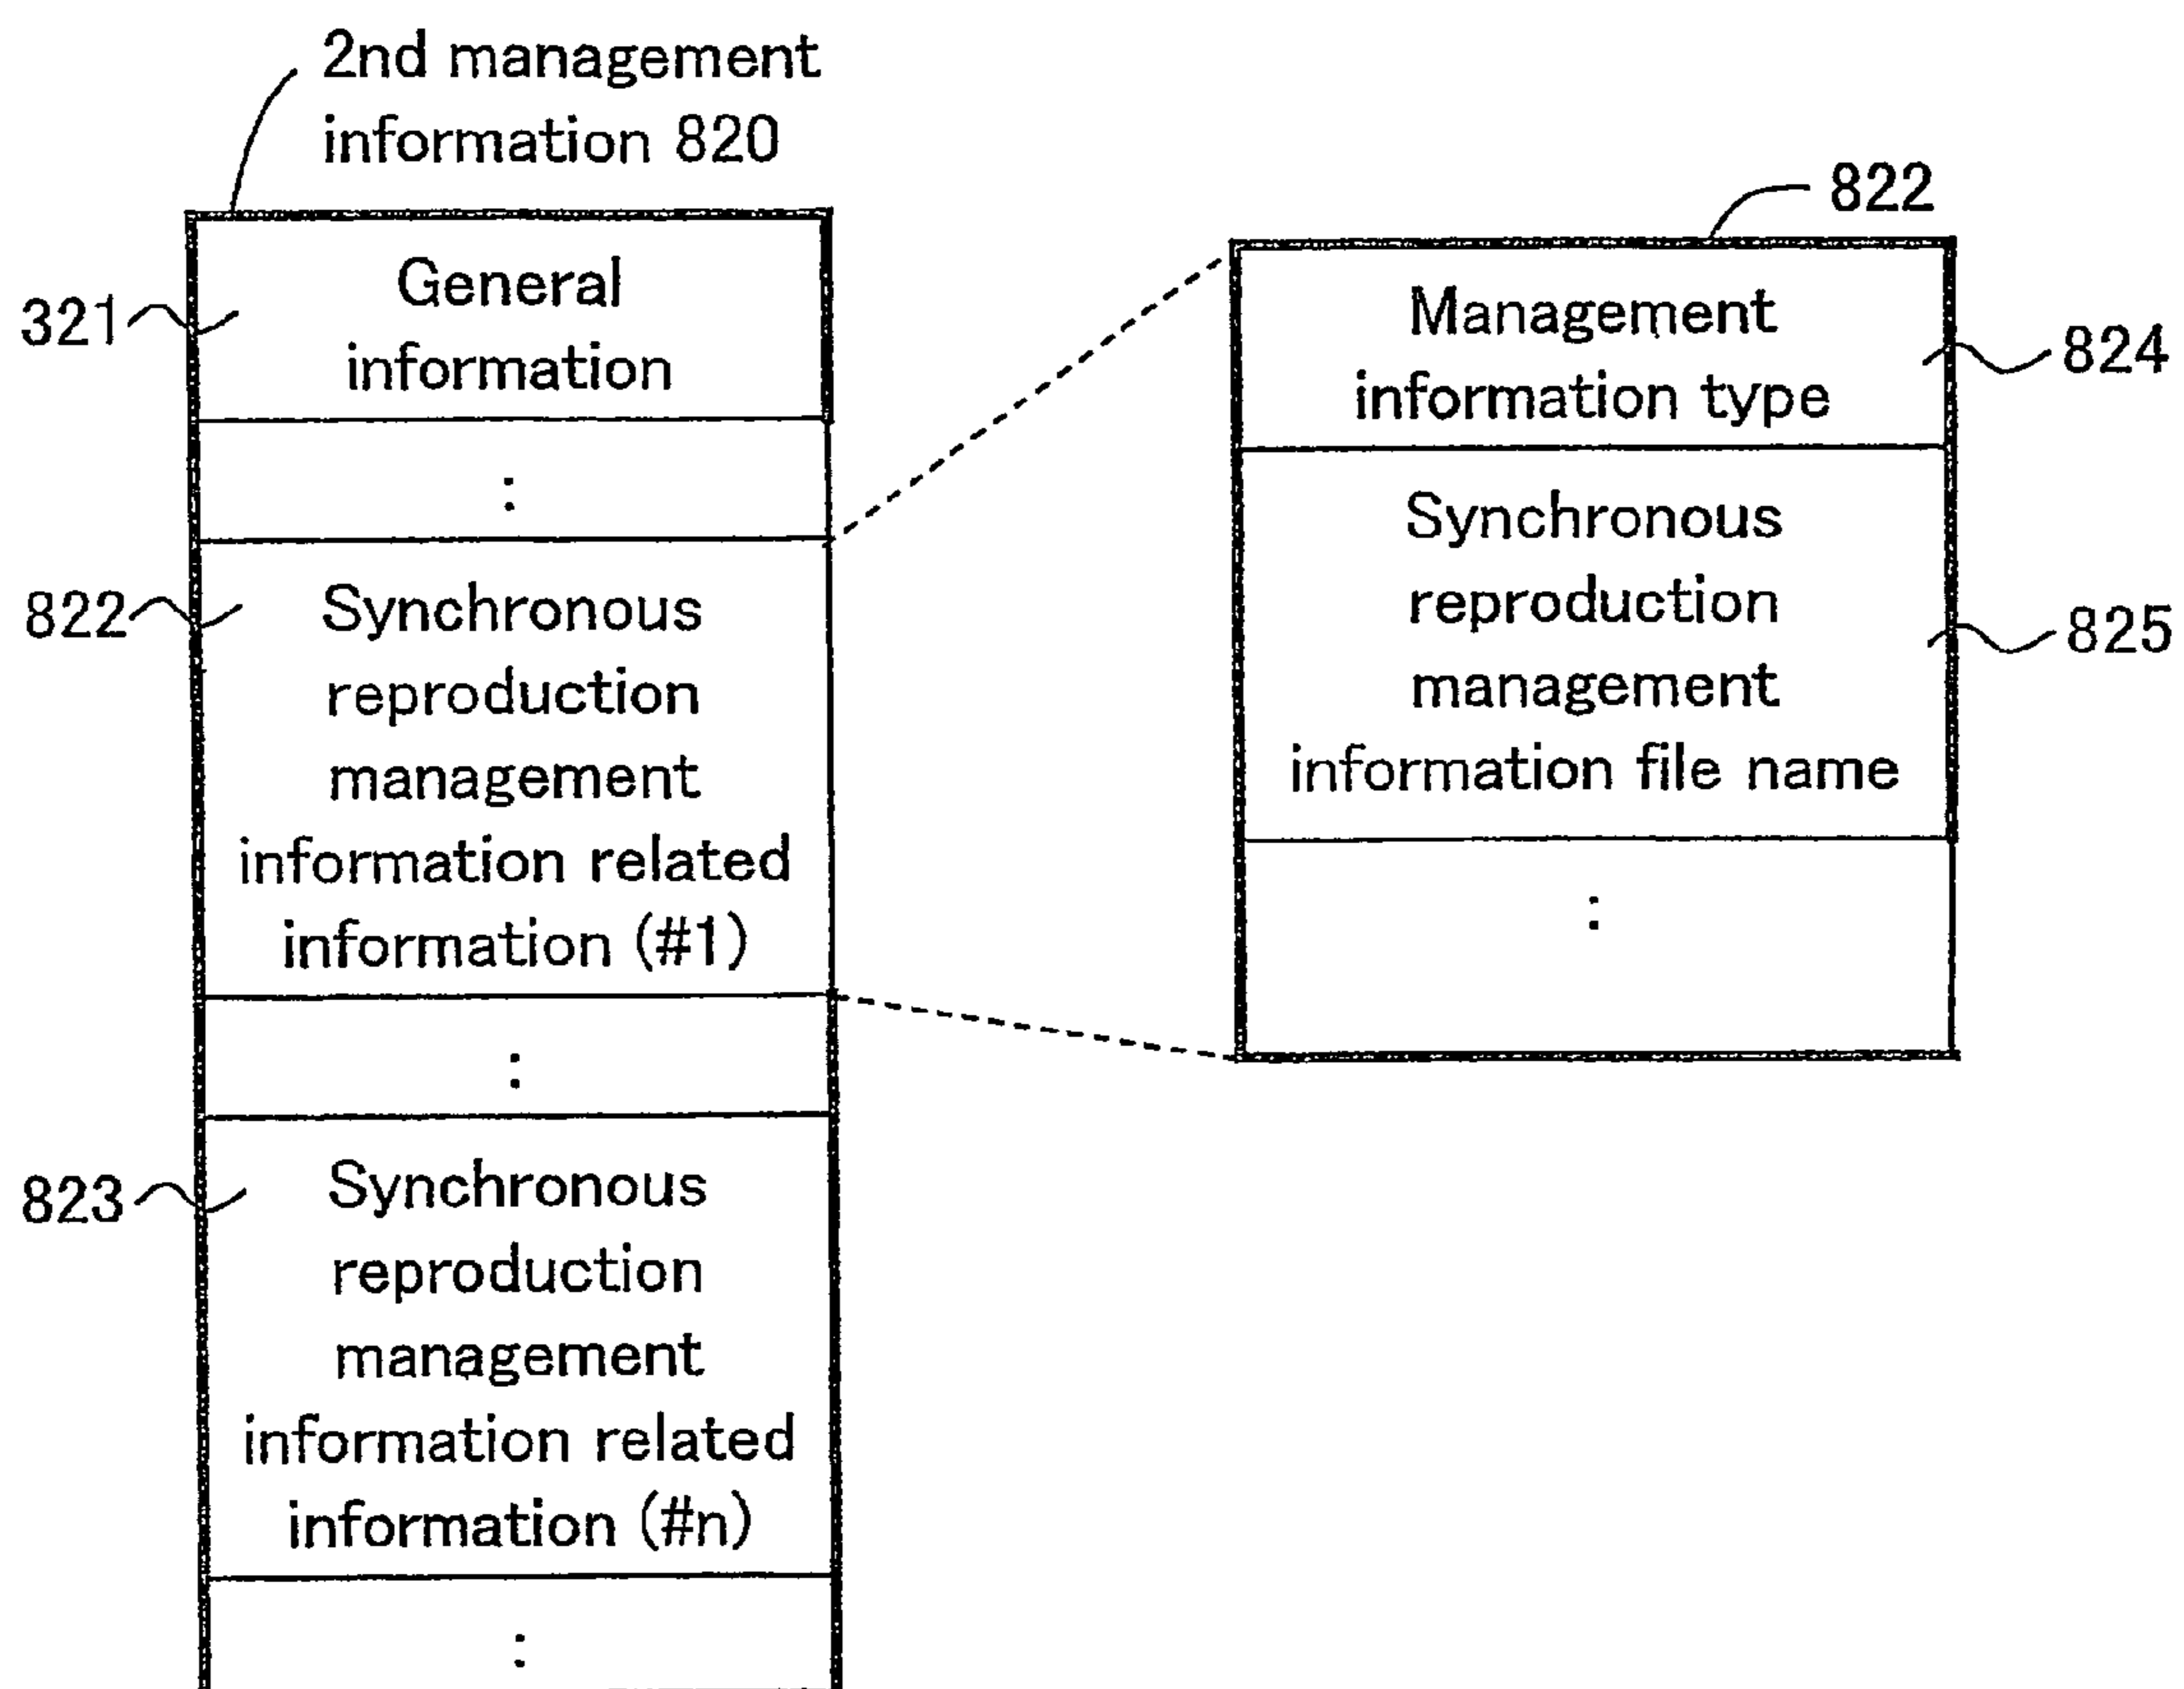 2nd management
information 820
321
General
information
:
822
Synchronous
reproduction
management
information related
information (#1)
:
823
Synchronous
reproduction
management
information related
information (#n)
:
822
Management
information type
824
Synchronous
reproduction
management
information file name
825
: